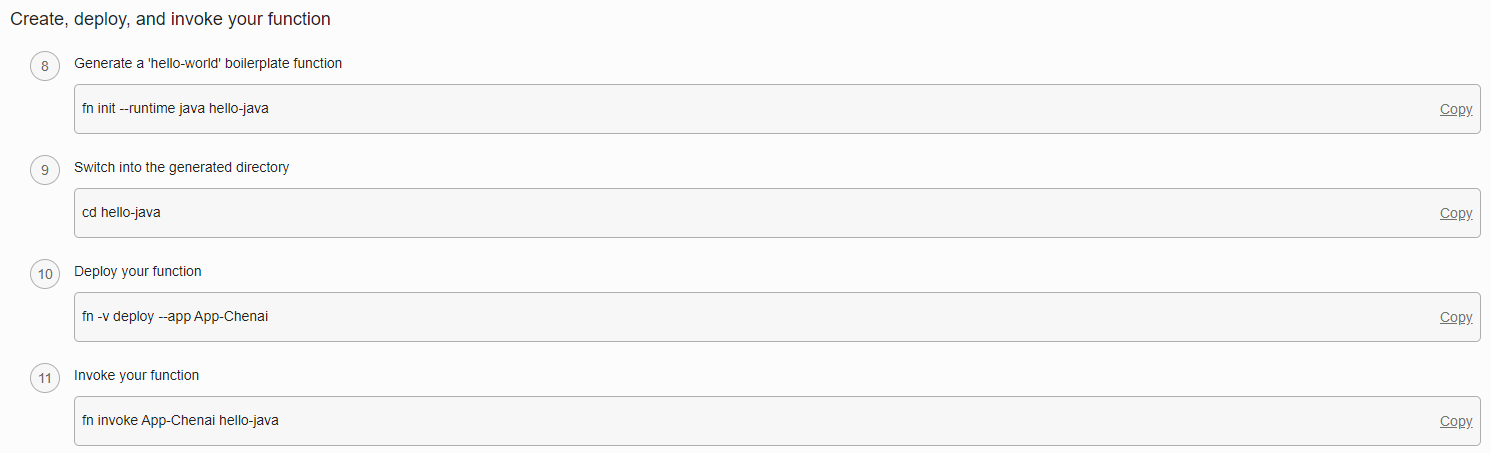 Create, deploy, and invoke your function
8 Generate a 'hello-world' boilerplate function
fn init --runtime java hello-java Copy
9 Switch into the generated directory
cd hello-java Copy
10 Deploy your function
fn -v deploy --app App-Chenai Copy
11 Invoke your function
fn invoke App-Chenai hello-java Copy